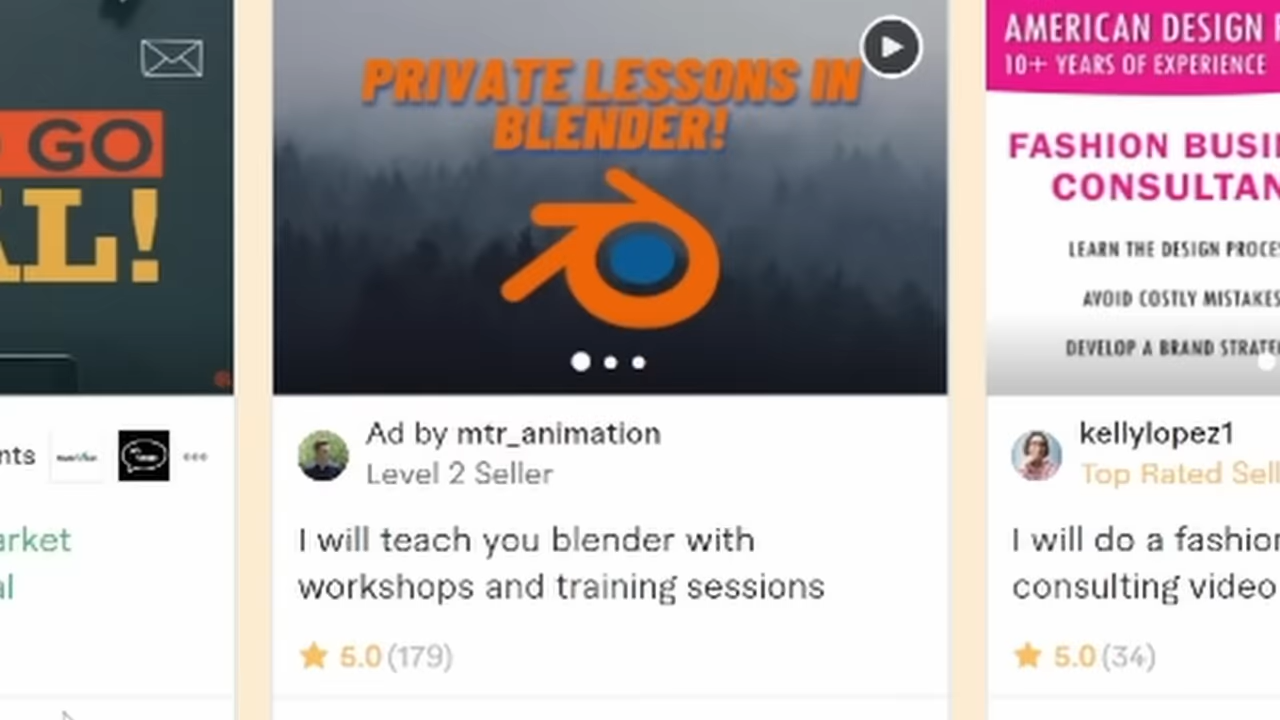 GO
L!
nts
arket
al
PRIVATE LESSONS IN
BLENDER!
Ad by mtr_animation
Level 2 Seller
I will teach you blender with
workshops and training sessions
5.0 (179)
AMERICAN DESIGN
10+ YEARS OF EXPERIENCE
FASHION BUSI
CONSULTAN
LEARN THE DESIGN PROCES
AVOID COSTLY MISTAKES
DEVELOP A BRAND STRATE
kellylopez1
Top Rated Sell
I will do a fashion
consulting video
5.0 (34)